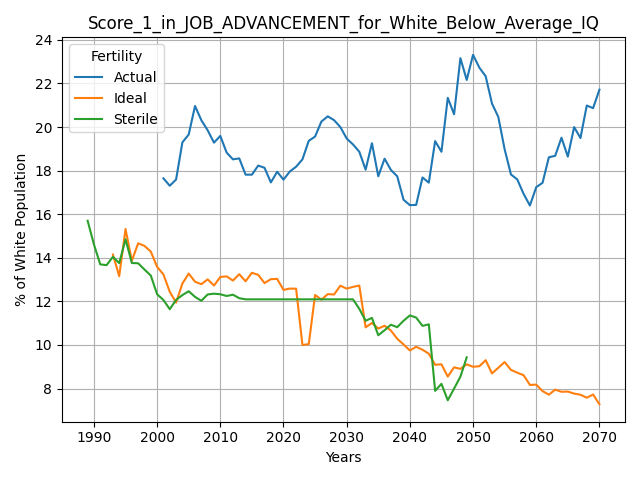 Score_1_in_JOB_ADVANCEMENT_for_White_Below_Average_IQ
% of White Population
24
22
20
18
16
14
12
10
8
Fertility
Actual
Ideal
Sterile
1990 2000 2010 2020 2030 2040 2050 2060 2070
Years